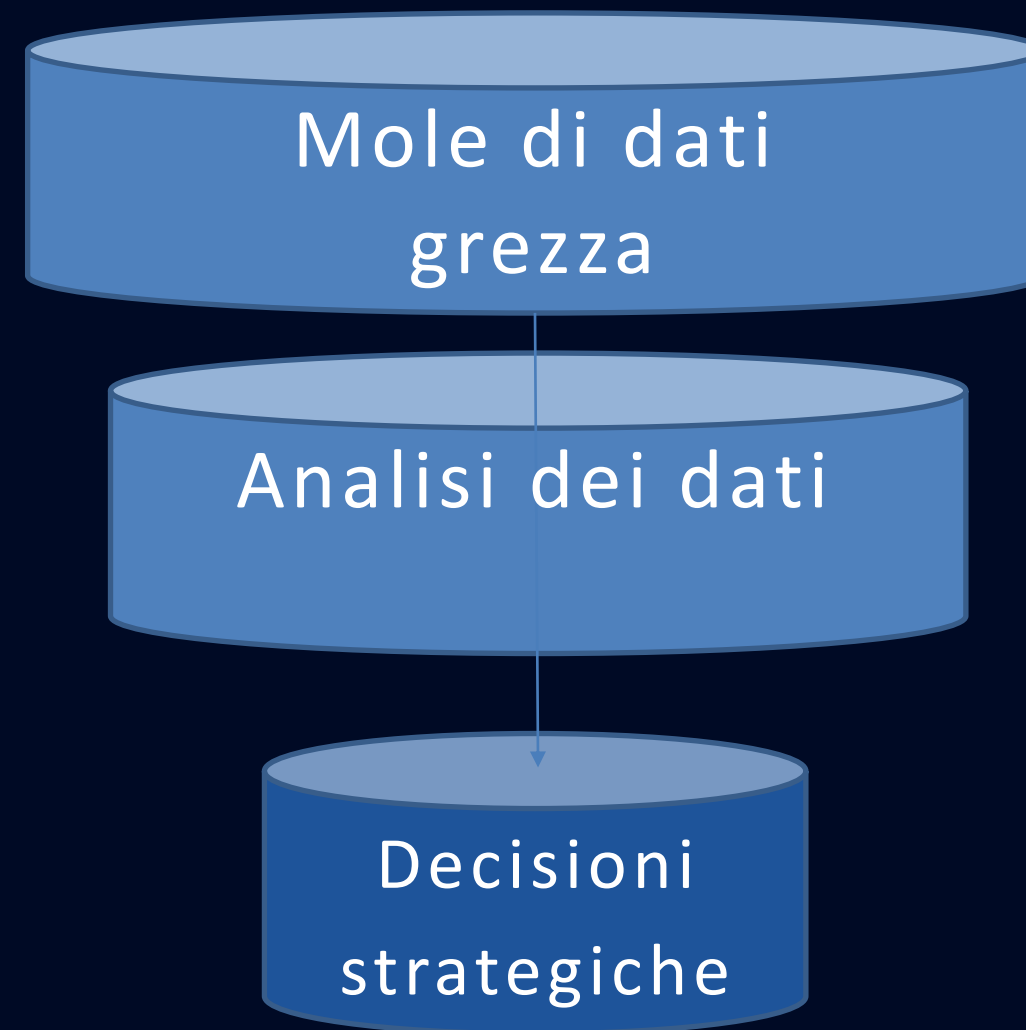 Mole di dati
grezza
Analisi dei dati
Decisioni
strategiche